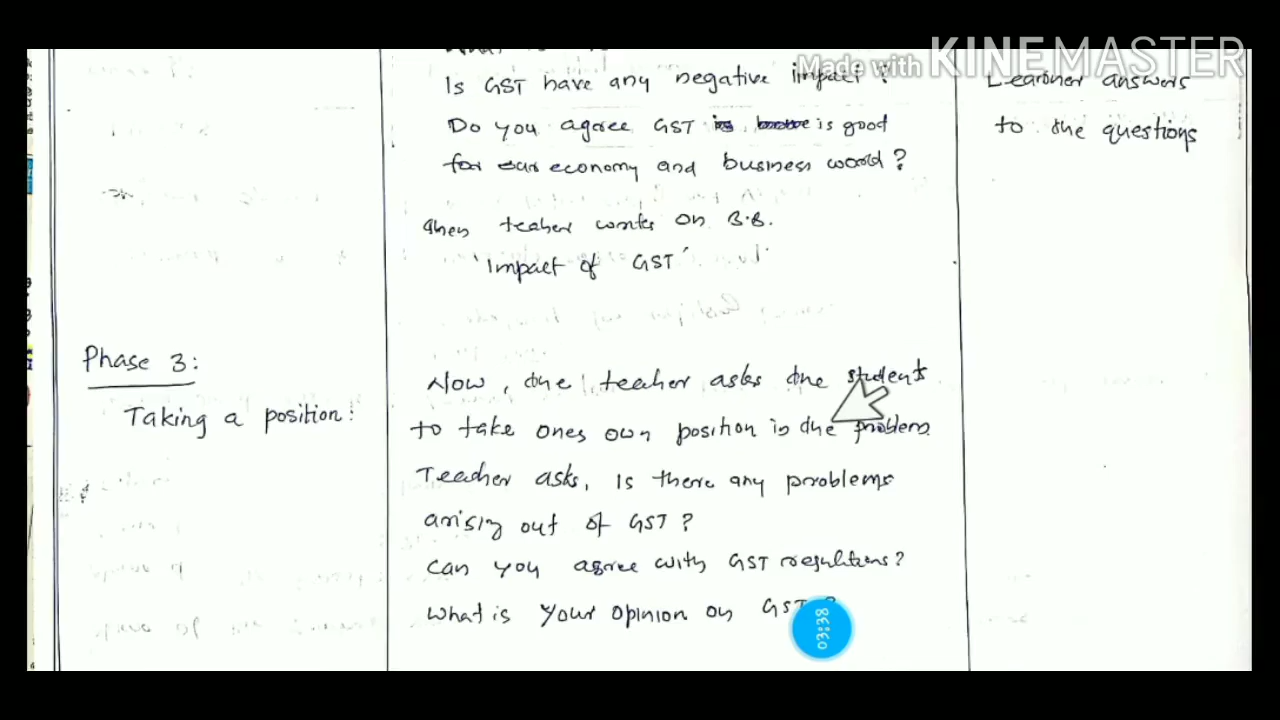 Made with KINEMASTER
Is GST have any negative impact?
Learner answers
Do you agree GST is good
to the questions
for our economy and business world?
then teacher writes on B.B.
'Impact of GST'
Phase 3:
Taking a position:
Now, the teacher asks the students
to take ones own position in the problem
Teacher asks, Is there any problems
arising out of GST?
Can you agree with GST regulations?
What is your opinion on GST?
03:38